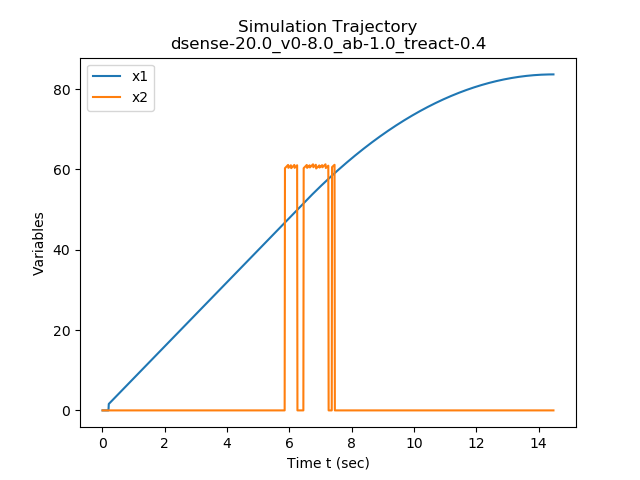 Simulation Trajectory
dsense-20.0_v0-8.0_ab-1.0_treact-0.4
x1
x2
Variables
80
60
40
20
0
0 2 4 6 8 10 12 14
Time t (sec)